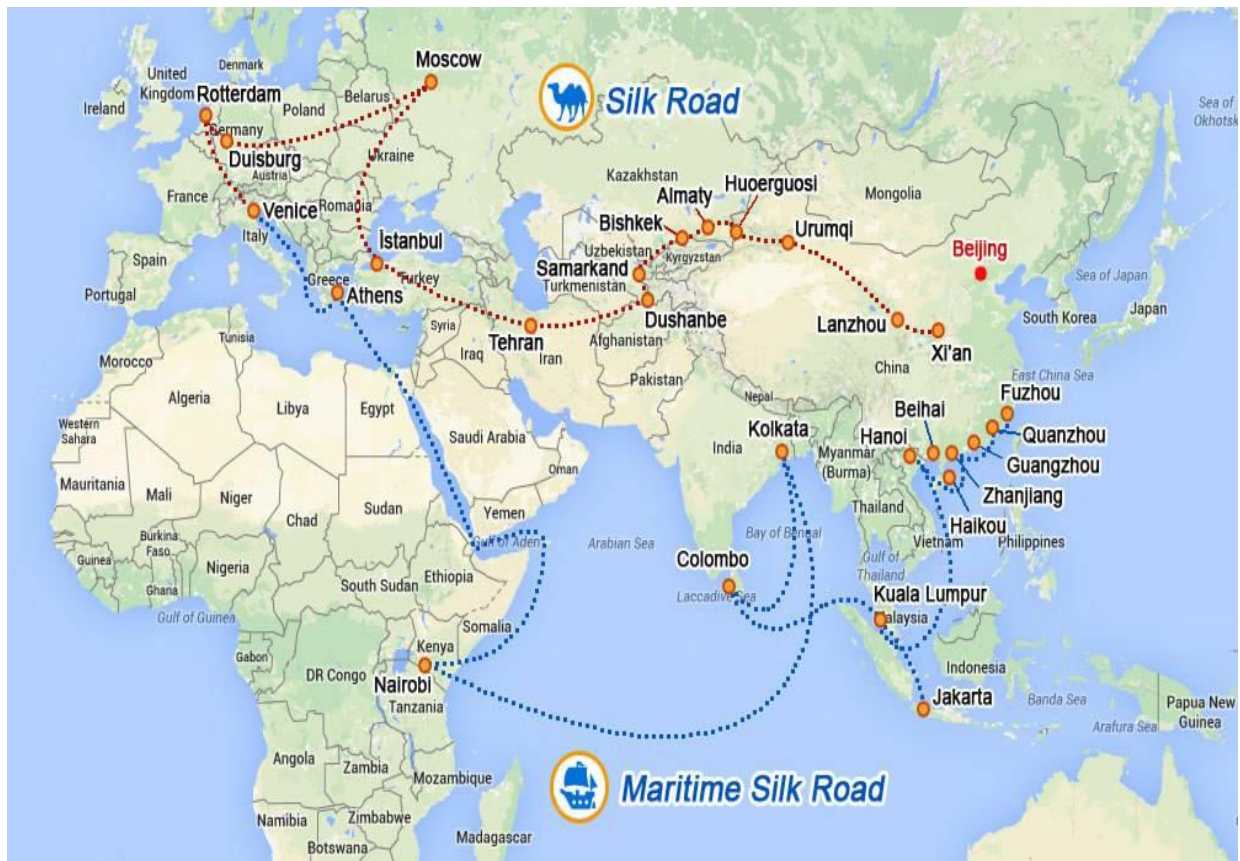 Sea of
Okhotsk
Moscow
Denmark
United
Kingdom
Ireland
Rotterdam
Belarus
Poland
Silk Road
Germany
Duisburg
Ukraine
Austria
France
Kazakhstan
Almaty
Huoerguosi
Mongolia
Romania
Venice
Italy
Bishkek
Urumqi
İstanbul
Uzbekistan
Kyrgyzstan
Beijing
Spain
Samarkand
Sea of Japan
Greece
Turkey
Turkmenistán
Portugal
Athens
Japan
South Korea
Dushanbe
Lanzhou
Syria
Tunisia
Tehran
Afghanistan
Iraq
Iran
Xi'an
Morocco
China
Pakistan
East China Sea
Algeria
Libya
Egypt
Nepal
Fuzhou
Beihai
Western
Sahara
Saudi Arabia
Kolkata
Hanoi
Quanzhou
India
Myanmar
(Burma)
Guangzhou
Oman
Mauritania
Mali
Niger
Zhanjiang
Sudan
Yemen
Thailand
Chad
Haikou
Burkina
Faso
Bay of Bengal
Gulf of Aden
Arabian Sea
Vietnam
Philippines
Guinea
Nigeria
Colombo
Gulf of
Thailand
Ethiopia
South Sudan
Ghana
Laccadive Sea
Kuala Lumpur
Gulf of Guinea
Malaysia
Somalia
Kenya
Gabon
DR Congo
Nairobi
Indonesia
Tanzania
Jakarta
Banda Sea
Papua New
Guinea
Arafura Sea
Angola
Zambia
Mozambique
Maritime Silk Road
Namibia
Zimbabwe
Botswana
Madagascar